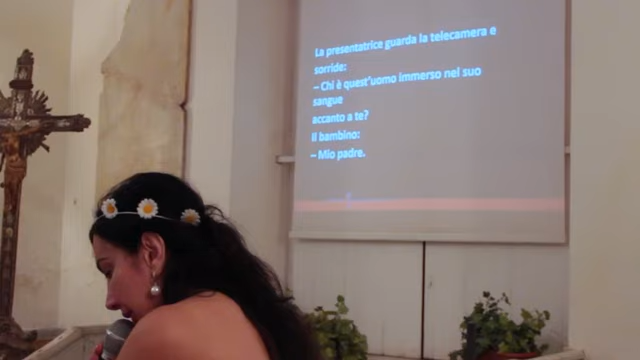 La presentatrice guarda la telecamera e
sorride:
– Chi è quest'uomo immerso nel suo
sangue
accanto a te?
Il bambino:
– Mio padre.